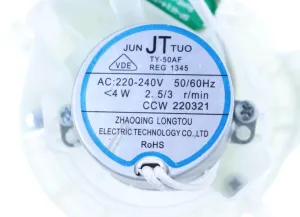 JUN JT TUO
VDE
TY-50AF
REG 1345
AC:220-240V 50/60Hz
<4W 2.5/3 r/min
CCW 220321
ZHAOQING LONGTOU
ELECTRIC TECHNOLOGY CO.,LTD
RoHS